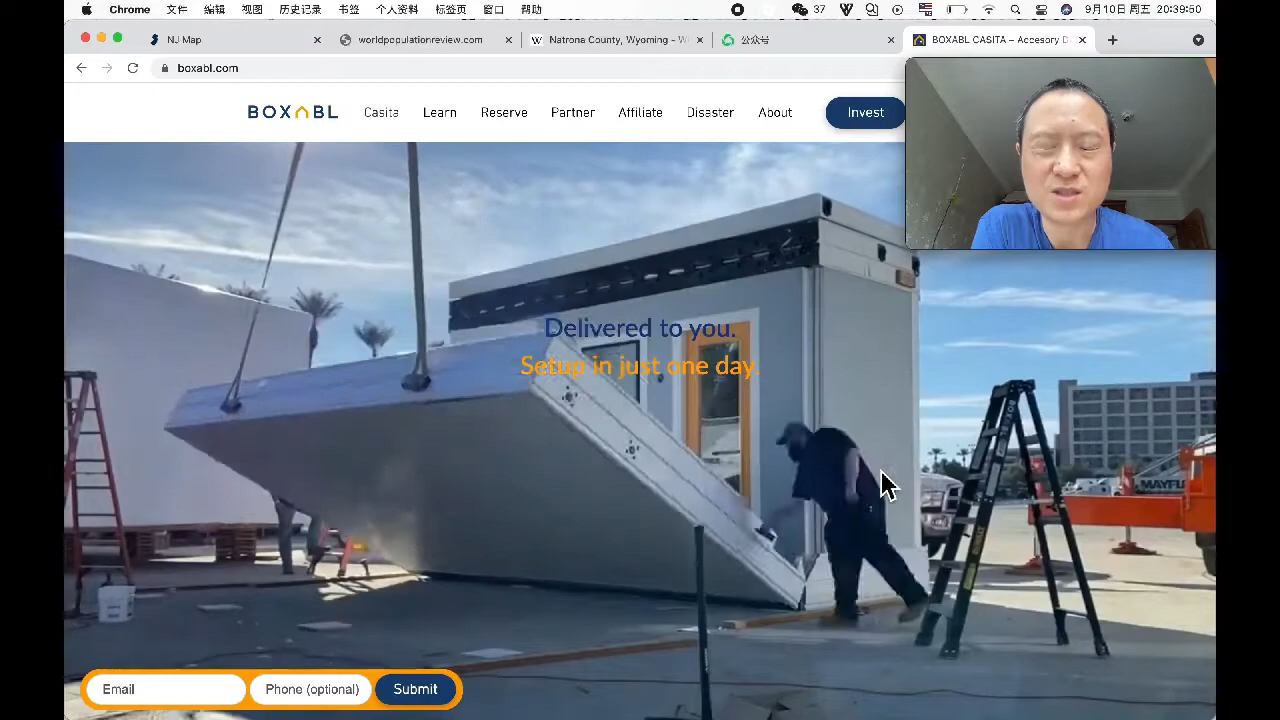 Chrome 文件 编辑 视图 历史记录 书签 个人资料 标签页 窗口 帮助 37 9月10日 周五 20:39:50
NJ Map worldpopulationreview.com Natrona County, Wyoming - W 公众号 BOXABL CASITA – Accesory D
boxabl.com
BOXABL Casita Learn Reserve Partner Affiliate Disaster About Invest
Delivered to you.
Setup in just one day.
BOXABL
MAYFL
Email Phone (optional) Submit